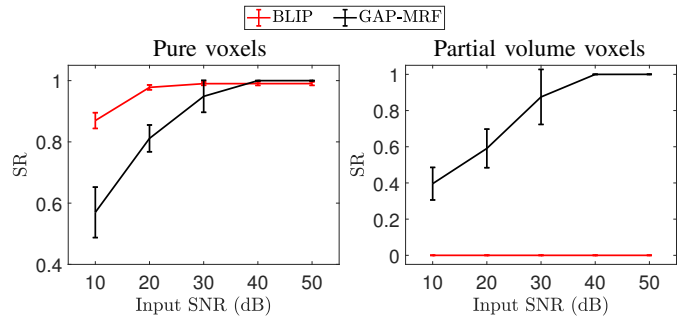 BLIP GAP-MRF
Pure voxels
1
0.8
0.6
0.4
SR
10 20 30 40 50
Input SNR (dB)
Partial volume voxels
1
0.8
0.6
0.4
0.2
0
SR
10 20 30 40 50
Input SNR (dB)